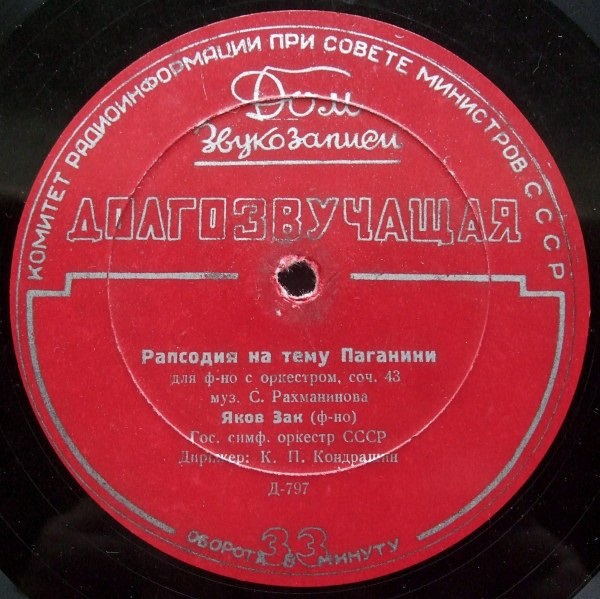 КОМИТЕТ РАДИОИНФОРМАЦИИ ПРИ СОВЕТЕ МИНИСТРОВ СССР
Дом
Звукозаписи
ДОЛГОЗВУЧАЩАЯ
Рапсодия на тему Паганини
для ф-но с оркестром, соч. 43
муз. С. Рахманинова
Яков Зак (ф-но)
Гос. симф. оркестр СССР
Дирижер: К. П. Кондрашин
Д-797
33 ОБОРОТА В МИНУТУ